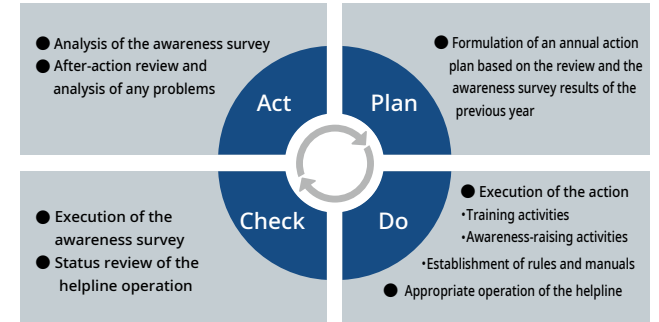 ● Analysis of the awareness survey
● After-action review and
analysis of any problems
Act
Plan
● Formulation of an annual action
plan based on the review and the
awareness survey results of the
previous year
● Execution of the
awareness survey
● Status review of the
helpline operation
Check
Do
● Execution of the action
・Training activities
・Awareness-raising activities
・Establishment of rules and manuals
● Appropriate operation of the helpline